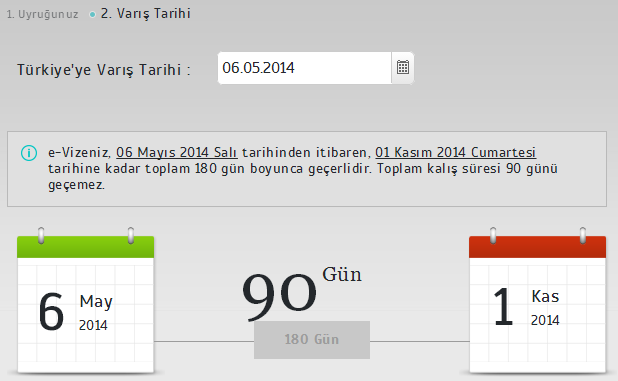 1. Uyruğunuz 2. Varış Tarihi
Türkiye'ye Varış Tarihi : 06.05.2014
e-Vizeniz, 06 Mayıs 2014 Salı tarihinden itibaren, 01 Kasım 2014 Cumartesi
tarihine kadar toplam 180 gün boyunca geçerlidir. Toplam kalış süresi 90 günü
geçemez.
6 May
2014
90 Gün
180 Gün
1 Kas
2014